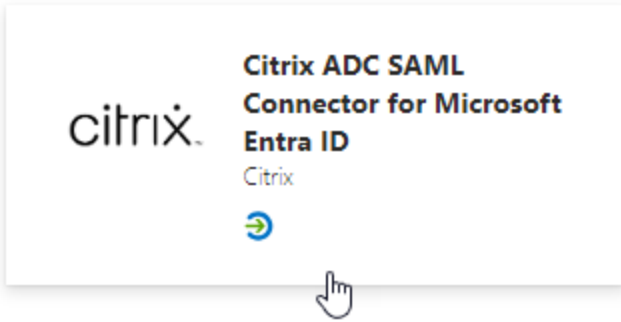 Citrix ADC SAML
Connector for Microsoft
Entra ID
citrix
Citrix